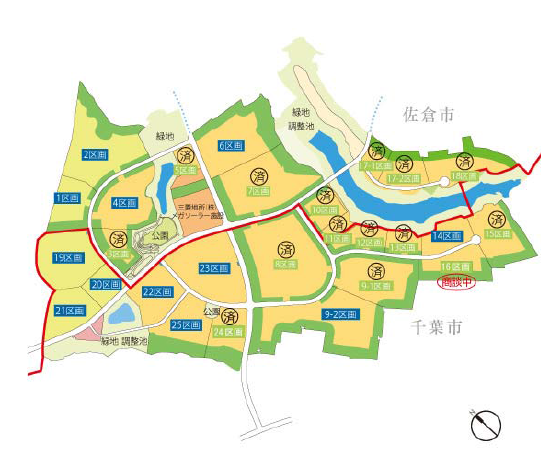 佐倉市
緑地
調整池
緑地
2区画
6区画
済
5区画
済
7区画
済
17-1区画
済
17-2区画
済
18区画
1区画
4区画
三菱地所(株)
メガソーラー施設
公園
済
3区画
済
10区画
済
11区画
済
12区画
済
13区画
14区画
済
15区画
16区画
商談中
19区画
20区画
21区画
22区画
23区画
済
8区画
済
9-1区画
9-2区画
公園
済
24区画
25区画
緑地 調整池
千葉市
N